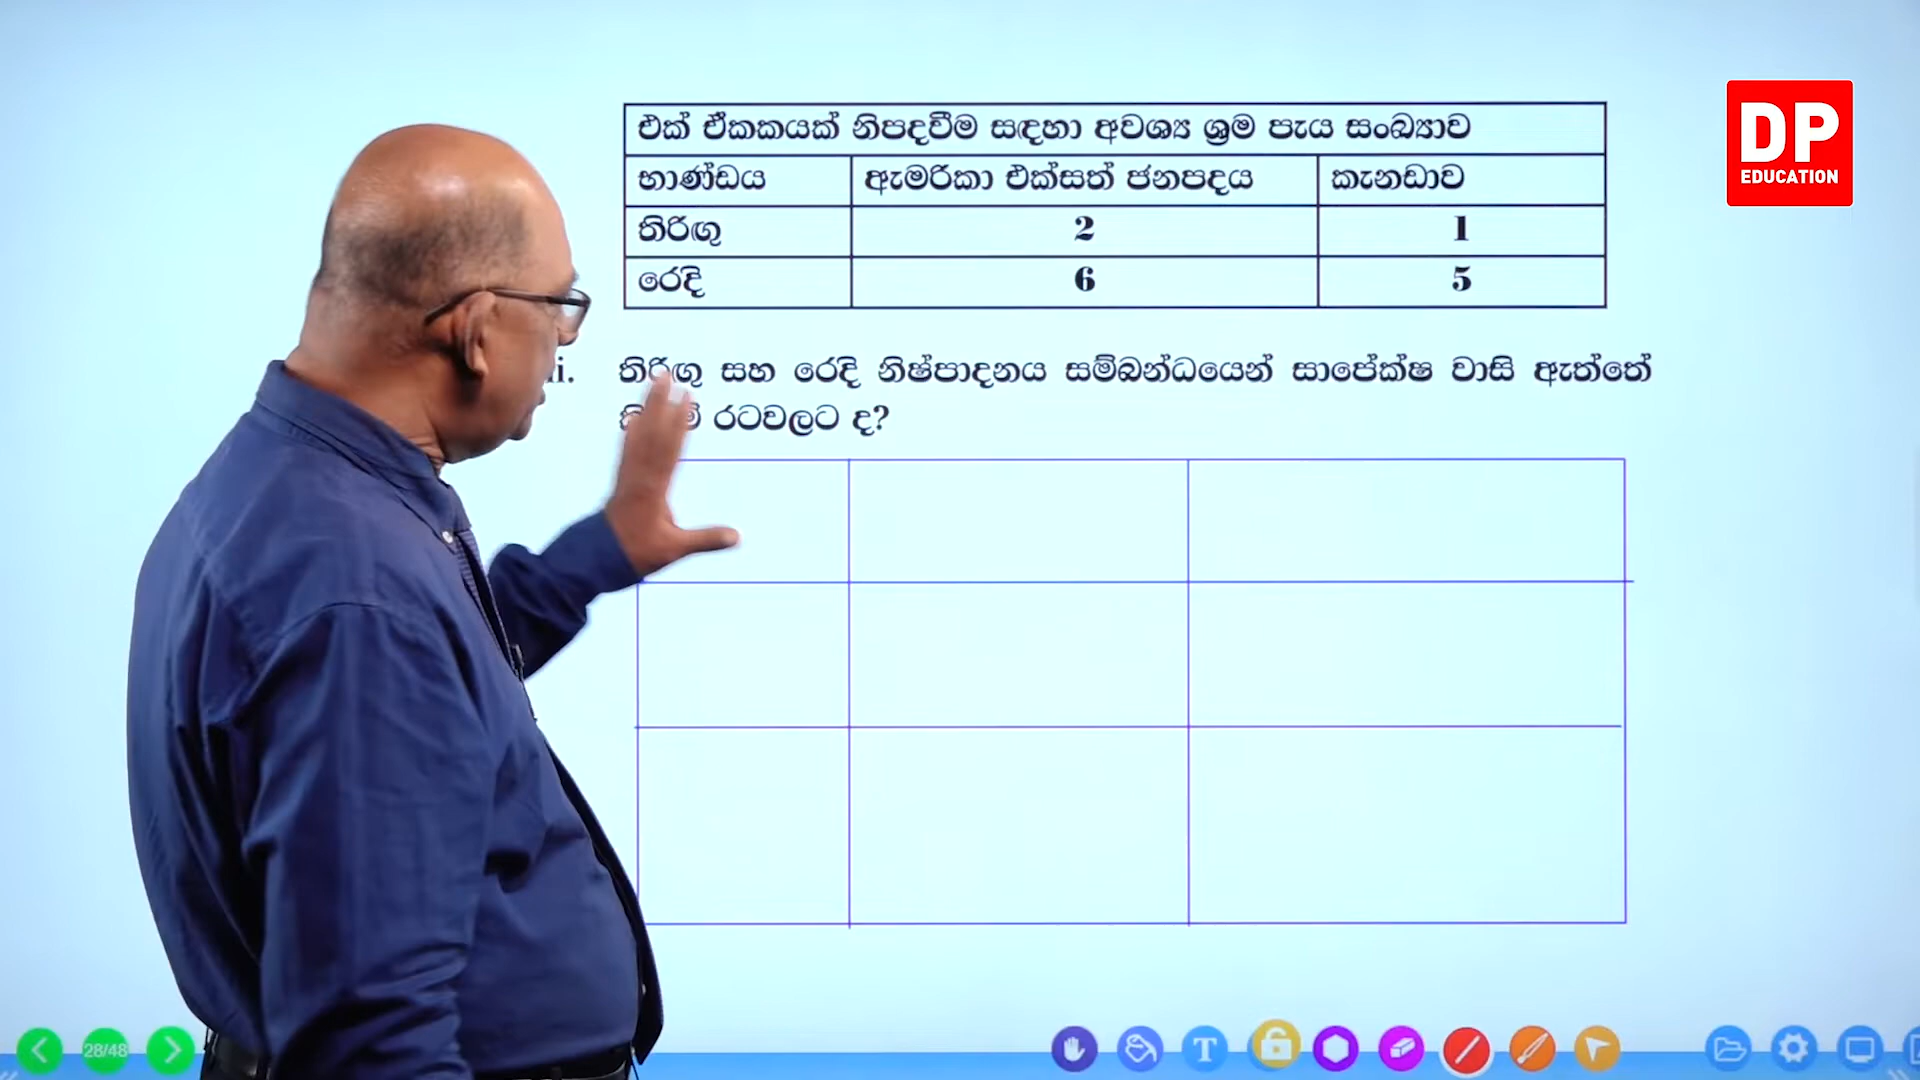 එක් ඒකකයක් නිපදවීම සඳහා අවශ්‍ය ශ්‍රම පැය සංඛ්‍යාව
භාණ්ඩය ඇමරිකා එක්සත් ජනපදය කැනඩාව
තිරිඟු 2 1
රෙදි 6 5
තිරිඟු සහ රෙදි නිෂ්පාදනය සම්බන්ධයෙන් සාපේක්ෂ වාසි ඇත්තේ
රටවලට ද?
DP
EDUCATION
28/48
T